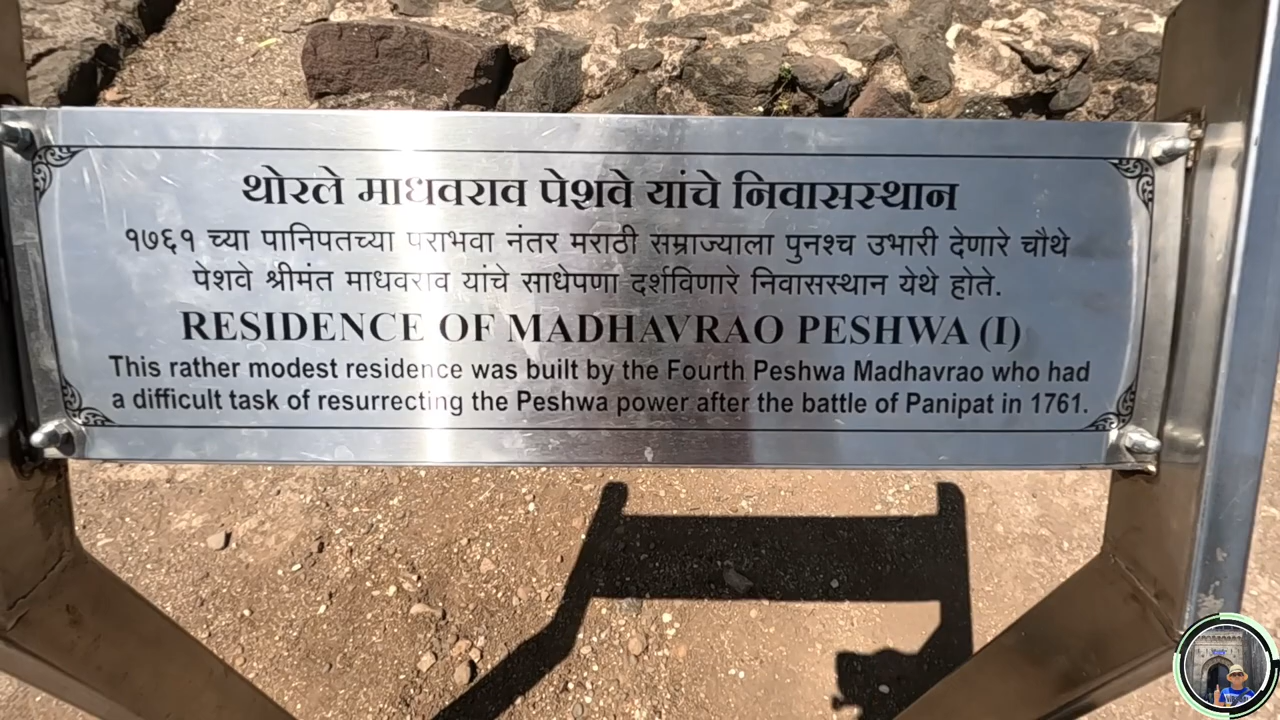 थोरले माधवराव पेशवे यांचे निवासस्थान
१७६१ च्या पानिपतच्या पराभवा नंतर मराठी सम्राज्याला पुनश्च उभारी देणारे चौथे
पेशवे श्रीमंत माधवराव यांचे साधेपणा दर्शविणारे निवासस्थान येथे होते.
RESIDENCE OF MADHAVRAO PESHWA (I)
This rather modest residence was built by the Fourth Peshwa Madhavrao who had
a difficult task of resurrecting the Peshwa power after the battle of Panipat in 1761.